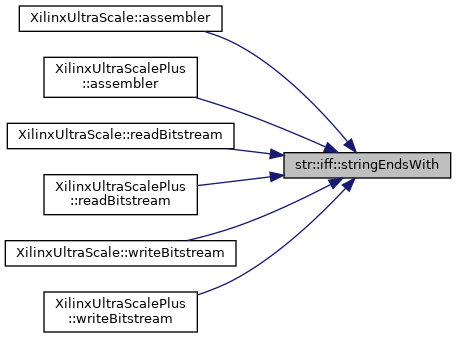 XilinxUltraScale::assembler
XilinxUltraScalePlus
::assembler
XilinxUltraScale::readBitstream
str::iff::stringEndsWith
XilinxUltraScalePlus
::readBitstream
XilinxUltraScale::writeBitstream
XilinxUltraScalePlus
::writeBitstream